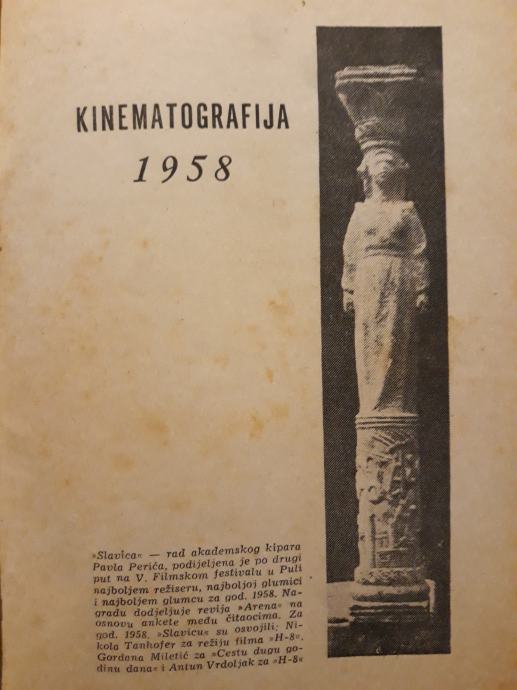 KINEMATOGRAFIJA
1958
»Slavica« — rad akademskog kipara
Pavla Perića, podijeljena je po drugi
put na V. Filmskom festivalu u Puli
najboljem režiseru, najboljoj glumici
i najboljem glumcu za god. 1958. Na-
gradu dodjeljuje revija »Arena« na
osnovu ankete među čitaocima. Za
god. 1958. »Slavicu« su osvojili; Ni-
kola Tanhofer za režiju filma »H-8«.
Gordana Miletić za »Cestu dugu go-
dinu dana« i Antun Vrdoljak za »H-8«